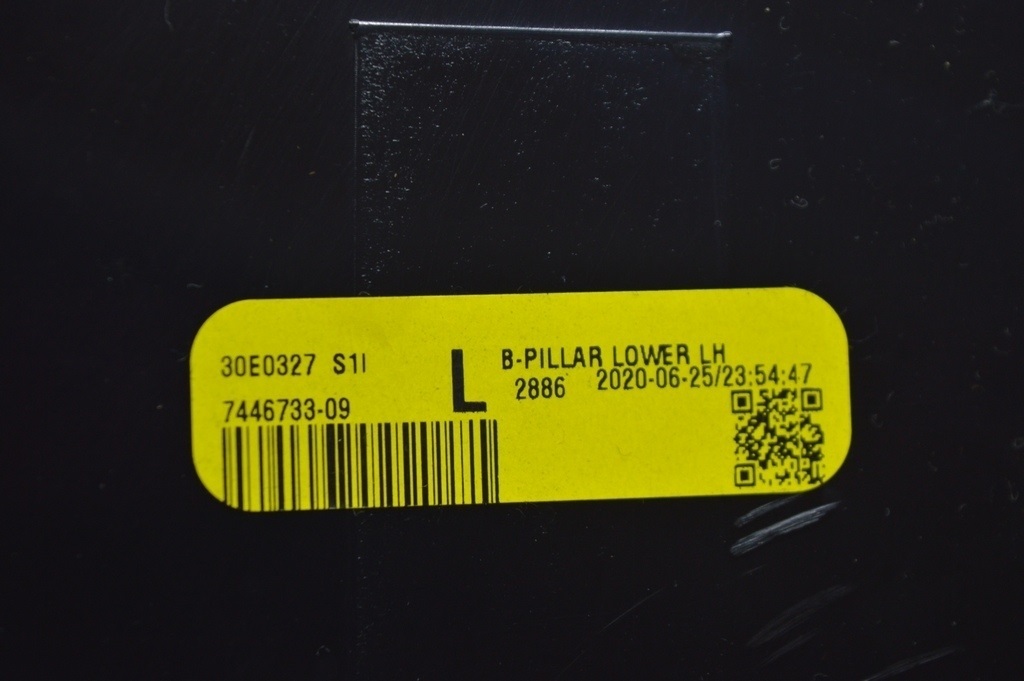 30E0327 S1I
L
B-PILLAR LOWER LH
2886 2020-06-25/23:54:47
7446733-09